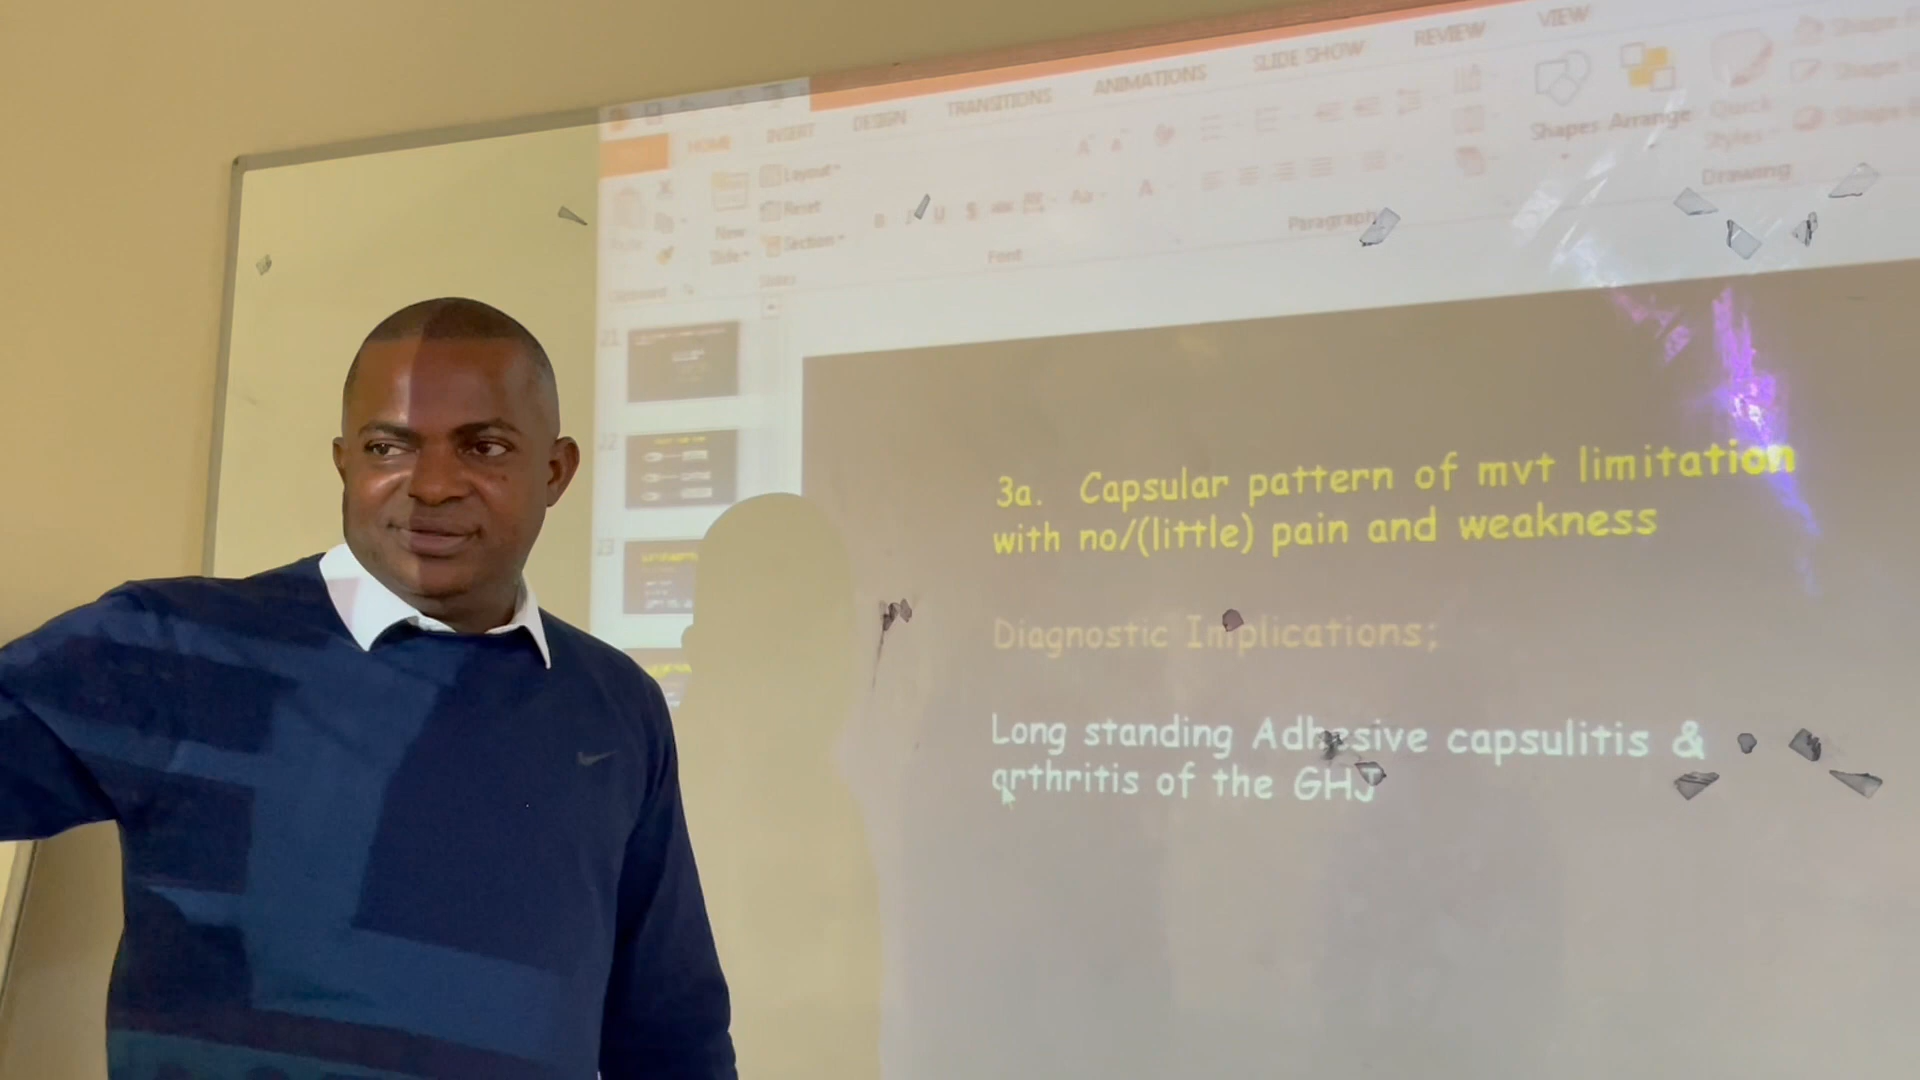 VIEW
REVIEW
SLIDE SHOW
ANIMATIONS
TRANSITIONS
DESIGN
INSERT
HOME
Layout
Reset
Section
New
Slide
Slides
Clipboard
Font
Paragraph
Shapes Arrange Quick
Styles
Drawing
21
22
23
3a. Capsular pattern of mvt limitation
with no/(little) pain and weakness
Diagnostic Implications;
Long standing Adhesive capsulitis &
arthritis of the GHJ